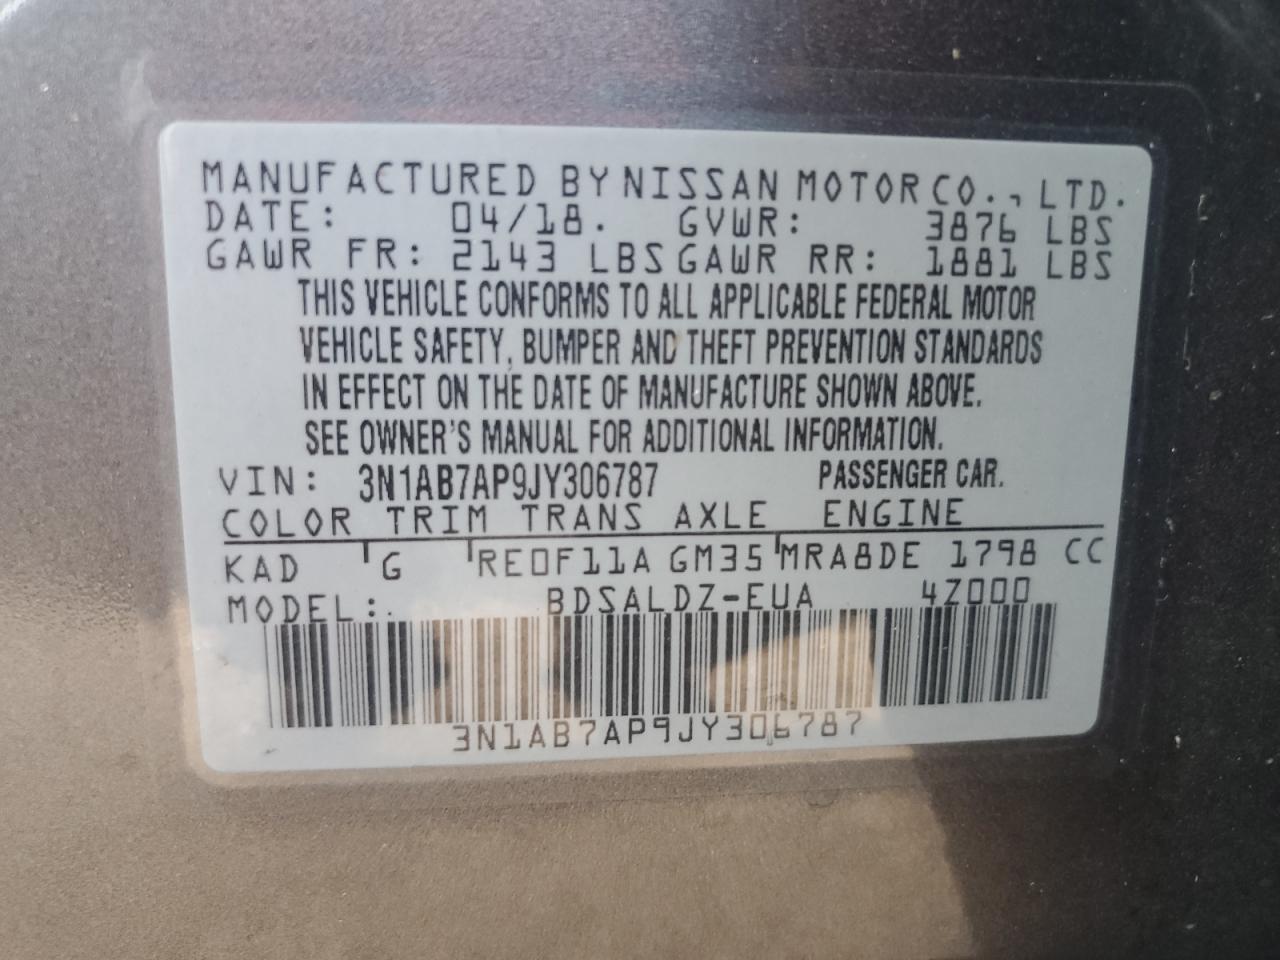 MANUFACTURED BY NISSAN MOTOR CO., LTD.
DATE: 04/18. GVWR: 3876 LBS
GAWR FR: 2143 LBS GAWR RR: 1881 LBS
THIS VEHICLE CONFORMS TO ALL APPLICABLE FEDERAL MOTOR
VEHICLE SAFETY, BUMPER AND THEFT PREVENTION STANDARDS
IN EFFECT ON THE DATE OF MANUFACTURE SHOWN ABOVE.
SEE OWNER'S MANUAL FOR ADDITIONAL INFORMATION.
VIN: 3N1AB7AP9JY306787 PASSENGER CAR.
COLOR TRIM TRANS AXLE ENGINE
KAD G RE0F11A GM35 MRA8DE 1798 CC
MODEL: BDSALDZ-EUA 4Z000
3N1AB7AP9JY306787